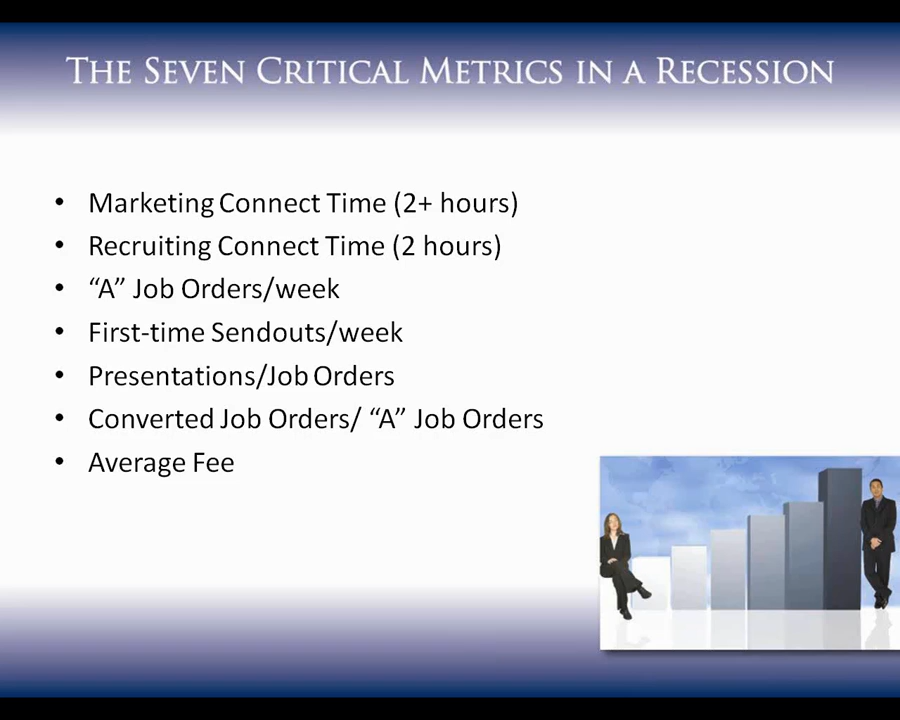 THE SEVEN CRITICAL METRICS IN A RECESSION
• Marketing Connect Time (2+ hours)
• Recruiting Connect Time (2 hours)
• “A” Job Orders/week
• First-time Sendouts/week
• Presentations/Job Orders
• Converted Job Orders/ “A” Job Orders
• Average Fee